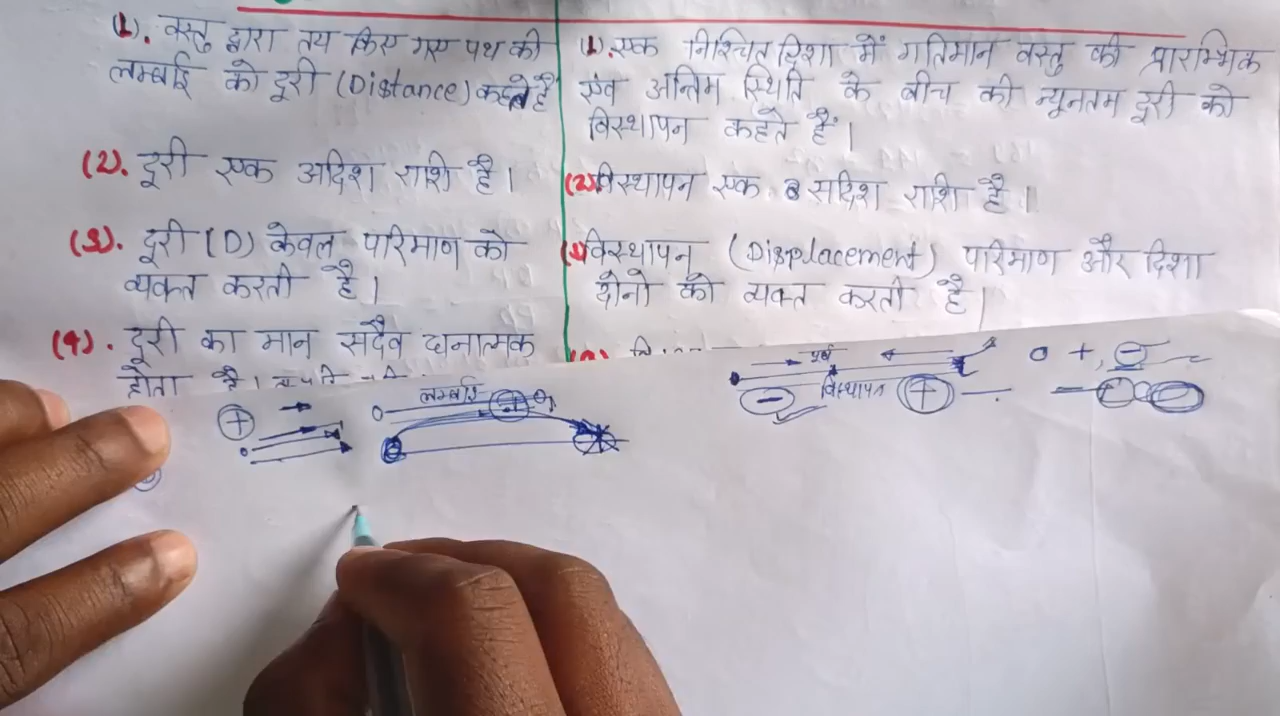 (1). वस्तु द्वारा तय किए गए पथ की
लम्बाई को दूरी (Distance) कहते हैं
(2). दूरी एक अदिश राशि है।
(3). दूरी (D) केवल परिमाण को
व्यक्त करती है।
(4). दूरी का मान सदैव धनात्मक
होता है।
(1). एक निश्चित दिशा में गतिमान वस्तु की प्रारम्भिक
एंव अन्तिम स्थिति के बीच की न्यूनतम दूरी को
विस्थापन कहते हैं।
(2) विस्थापन एक सदिश राशि है।
(3) विस्थापन (Displacement) परिमाण और दिशा
दोनो को व्यक्त करती है।
+
0 लम्बाई +
पूर्व
- विस्थापन +
0 +, -